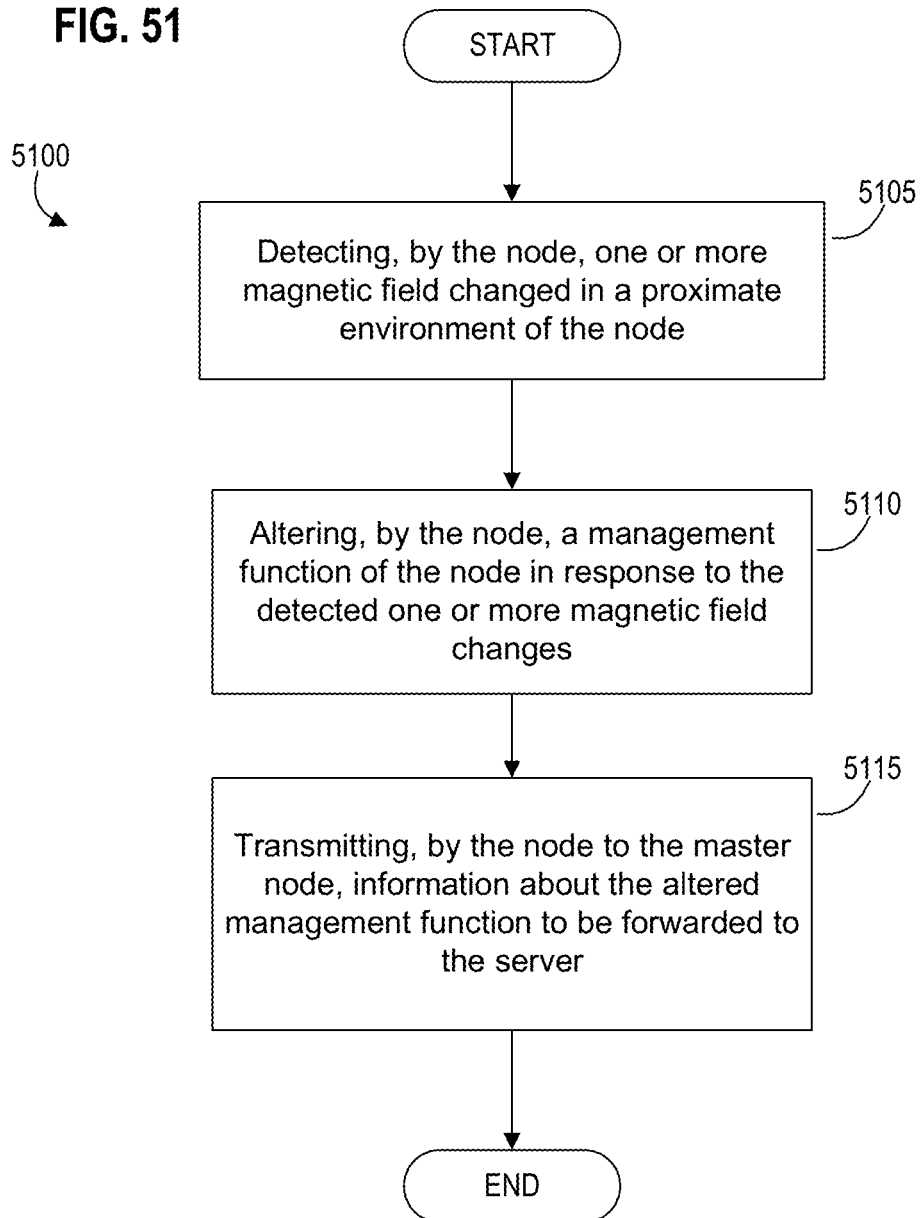 FIG. 51
START
5100
5105
Detecting, by the node, one or more
magnetic field changed in a proximate
environment of the node
5110
Altering, by the node, a management
function of the node in response to the
detected one or more magnetic field
changes
5115
Transmitting, by the node to the master
node, information about the altered
management function to be forwarded to
the server
END